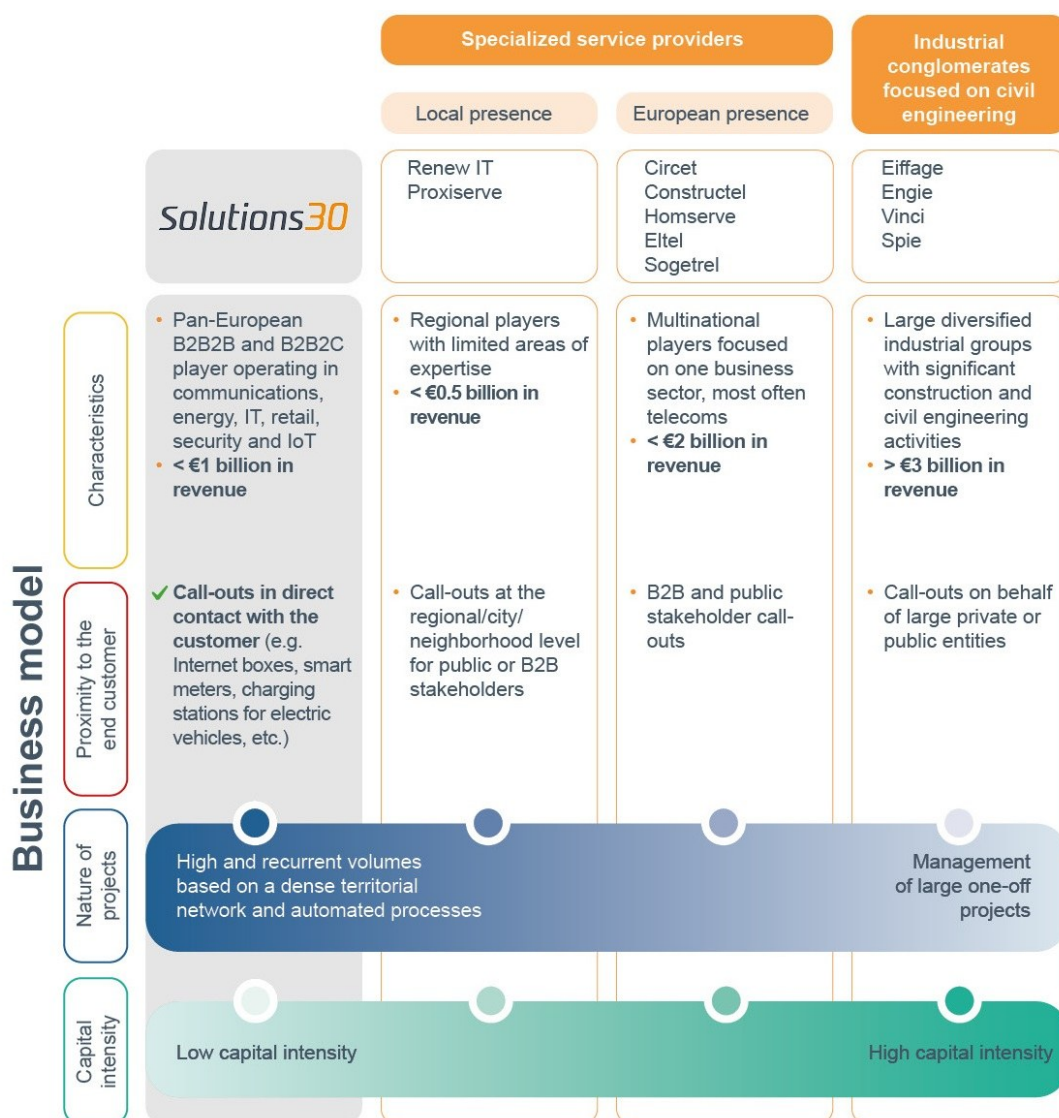 Specialized service providers
Industrial
conglomerates
focused on civil
engineering
Local presence
European presence
Solutions30
Renew IT
Proxiserve
Circet
Constructel
Homserve
Eltel
Sogetrel
Eiffage
Engie
Vinci
Spie
Business model
Characteristics
• Pan-European
B2B2B and B2B2C
player operating in
communications,
energy, IT, retail,
security and IoT
• < €1 billion in
revenue
• Regional players
with limited areas of
expertise
• < €0.5 billion in
revenue
• Multinational
players focused
on one business
sector, most often
telecoms
• < €2 billion in
revenue
• Large diversified
industrial groups
with significant
construction and
civil engineering
activities
• > €3 billion in
revenue
Proximity to the
end customer
✓ Call-outs in direct
contact with the
customer (e.g.
Internet boxes, smart
meters, charging
stations for electric
vehicles, etc.)
• Call-outs at the
regional/city/
neighborhood level
for public or B2B
stakeholders
• B2B and public
stakeholder call-
outs
• Call-outs on behalf
of large private or
public entities
Nature of
projects
High and recurrent volumes
based on a dense territorial
network and automated processes
Management
of large one-off
projects
Capital
intensity
Low capital intensity
High capital intensity